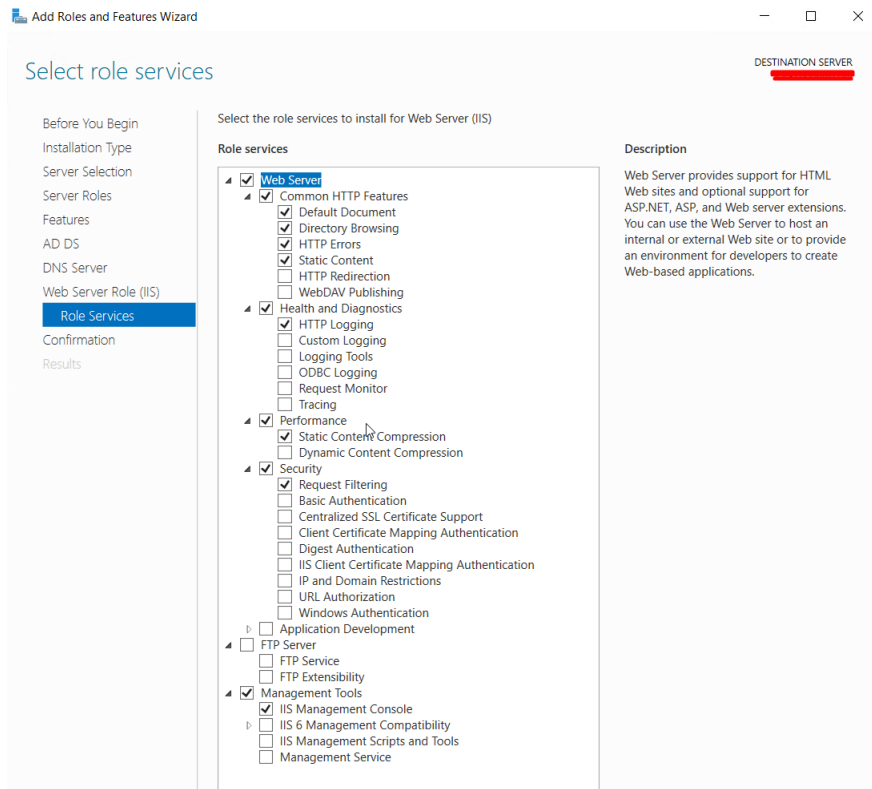 Add Roles and Features Wizard
Select role services
DESTINATION SERVER
Before You Begin
Installation Type
Server Selection
Server Roles
Features
AD DS
DNS Server
Web Server Role (IIS)
Role Services
Confirmation
Results
Select the role services to install for Web Server (IIS)
Role services
Web Server
Common HTTP Features
Default Document
Directory Browsing
HTTP Errors
Static Content
HTTP Redirection
WebDAV Publishing
Health and Diagnostics
HTTP Logging
Custom Logging
Logging Tools
ODBC Logging
Request Monitor
Tracing
Performance
Static Content Compression
Dynamic Content Compression
Security
Request Filtering
Basic Authentication
Centralized SSL Certificate Support
Client Certificate Mapping Authentication
Digest Authentication
IIS Client Certificate Mapping Authentication
IP and Domain Restrictions
URL Authorization
Windows Authentication
Application Development
FTP Server
FTP Service
FTP Extensibility
Management Tools
IIS Management Console
IIS 6 Management Compatibility
IIS Management Scripts and Tools
Management Service
Description
Web Server provides support for HTML
Web sites and optional support for
ASP.NET, ASP, and Web server extensions.
You can use the Web Server to host an
internal or external Web site or to provide
an environment for developers to create
Web-based applications.